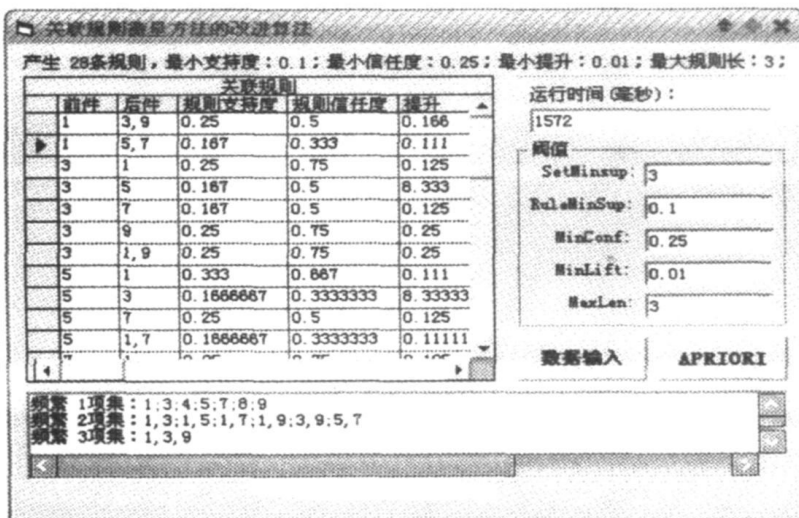 关联规则测量方法的改进算法
产生 28条规则，最小支持度：0.1；最小信任度：0.25；最小提升：0.01；最大规则长：3；
关联规则
前件 后件 规则支持度 规则信任度 提升
1 3,9 0.25 0.5 0.166
1 5,7 0.167 0.333 0.111
3 1 0.25 0.75 0.125
3 5 0.167 0.5 8.333
3 7 0.167 0.5 0.125
3 9 0.25 0.75 0.25
3 1,9 0.25 0.75 0.25
5 1 0.333 0.667 0.111
5 3 0.1666667 0.3333333 8.33333
5 7 0.25 0.5 0.125
5 1,7 0.1666667 0.3333333 0.11111
运行时间(毫秒)：
1572
阈值
SetMinsup: 3
RuleMinSup: 0.1
MinConf: 0.25
MinLift: 0.01
MaxLen: 3
数据输入 APRIORI
频繁 1项集：1;3;4;5;7;8;9
频繁 2项集：1,3;1,5;1,7;1,9;3,9;5,7
频繁 3项集：1,3,9